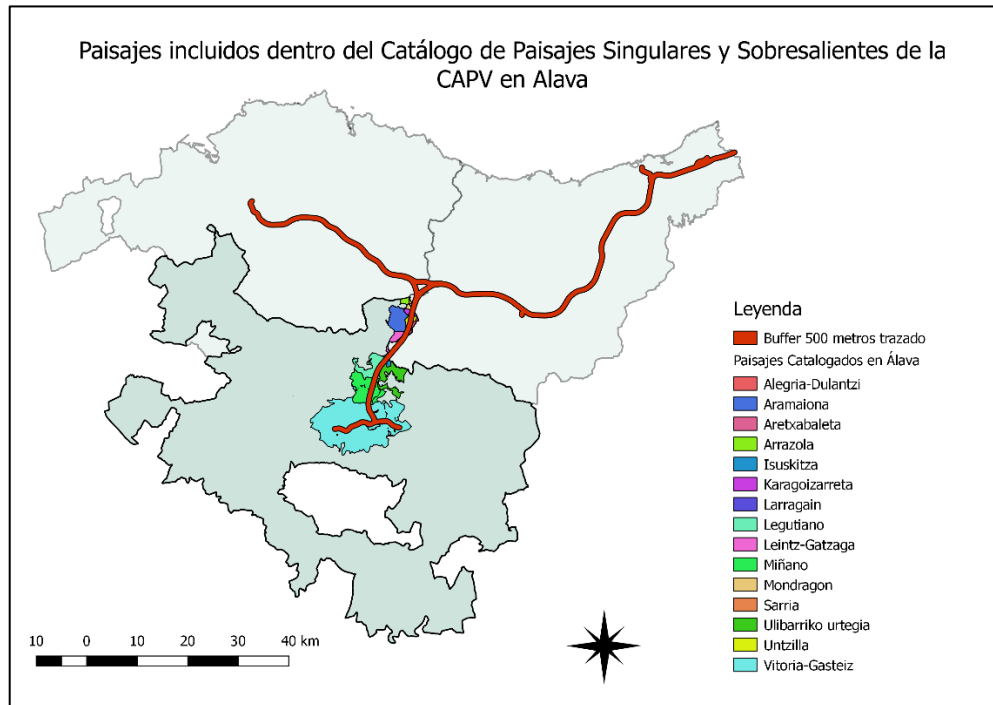 Paisajes incluidos dentro del Catálogo de Paisajes Singulares y Sobresalientes de la
CAPV en Alava
Leyenda
Buffer 500 metros trazado
Paisajes Catalogados en Álava
Alegria-Dulantzi
Aramaiona
Aretxabaleta
Arrazola
Isuskitza
Karagoizarreta
Larragain
Legutiano
Leintz-Gatzaga
Miñano
Mondragon
Sarria
Ulibarriko urtegia
Untzilla
Vitoria-Gasteiz
10 0 10 20 30 40 km